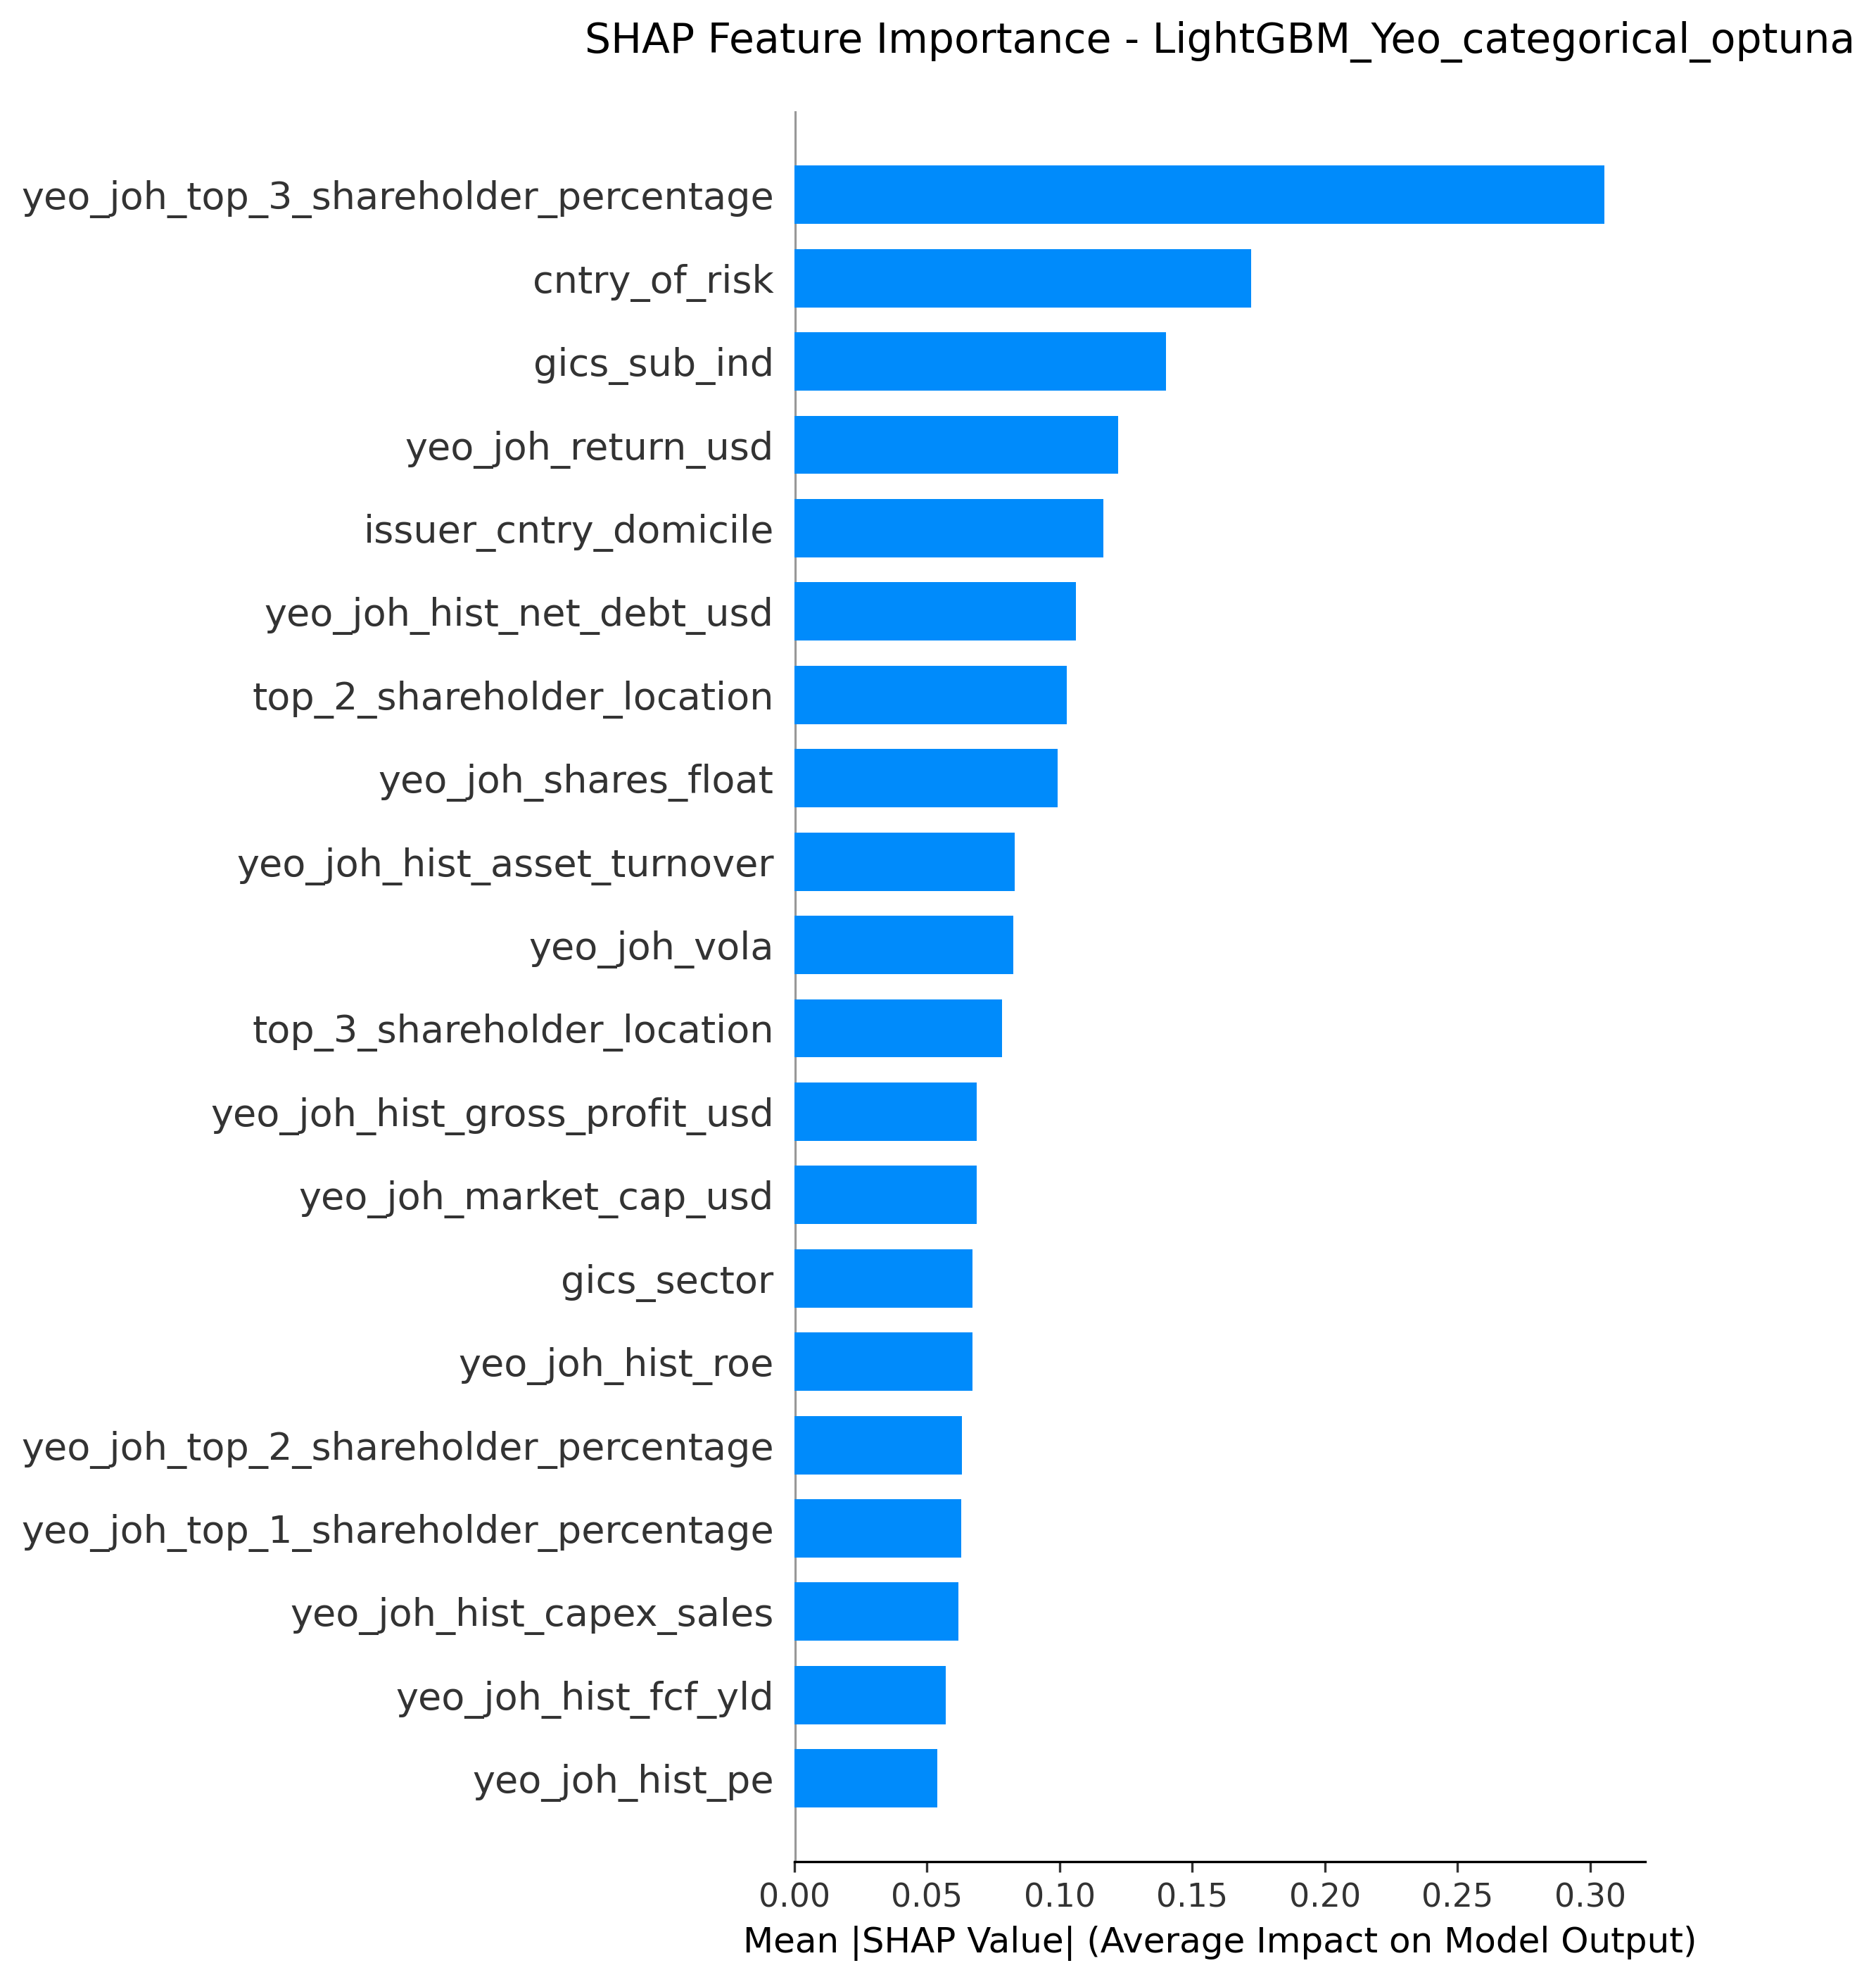 SHAP Feature Importance - LightGBM_Yeo_categorical_optuna
yeo_joh_top_3_shareholder_percentage
cntry_of_risk
gics_sub_ind
yeo_joh_return_usd
issuer_cntry_domicile
yeo_joh_hist_net_debt_usd
top_2_shareholder_location
yeo_joh_shares_float
yeo_joh_hist_asset_turnover
yeo_joh_vola
top_3_shareholder_location
yeo_joh_hist_gross_profit_usd
yeo_joh_market_cap_usd
gics_sector
yeo_joh_hist_roe
yeo_joh_top_2_shareholder_percentage
yeo_joh_top_1_shareholder_percentage
yeo_joh_hist_capex_sales
yeo_joh_hist_fcf_yld
yeo_joh_hist_pe
0.00 0.05 0.10 0.15 0.20 0.25 0.30
Mean |SHAP Value| (Average Impact on Model Output)